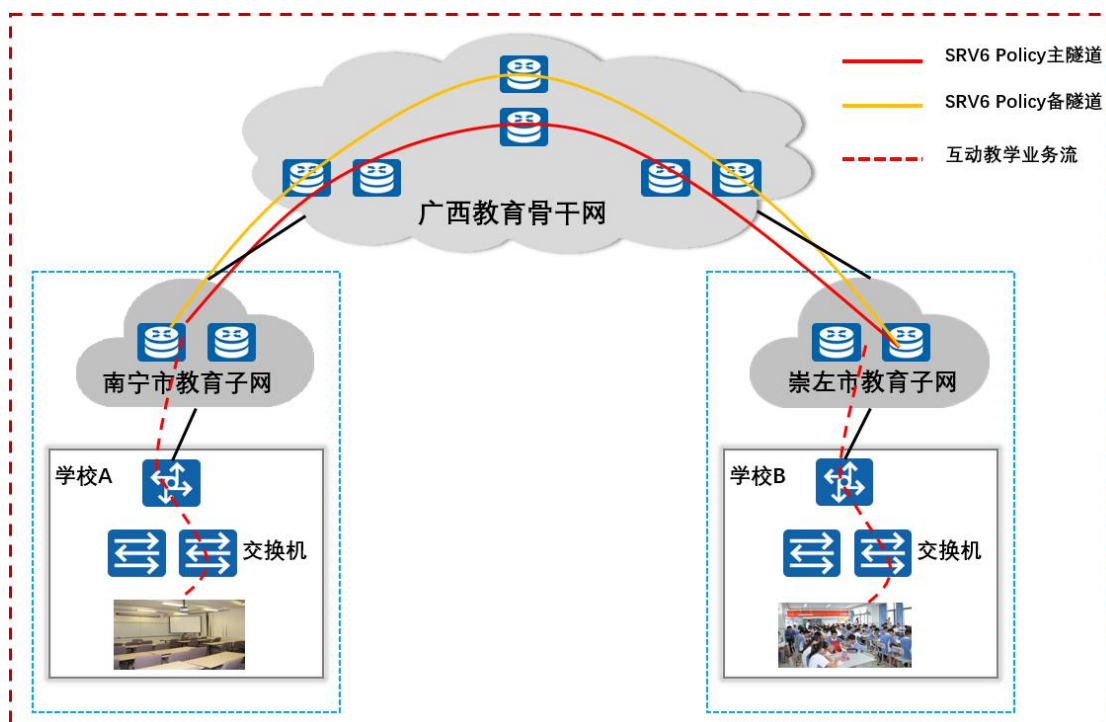 SRV6 Policy主隧道
SRV6 Policy备隧道
互动教学业务流
广西教育骨干网
南宁市教育子网
崇左市教育子网
学校A
交换机
学校B
交换机